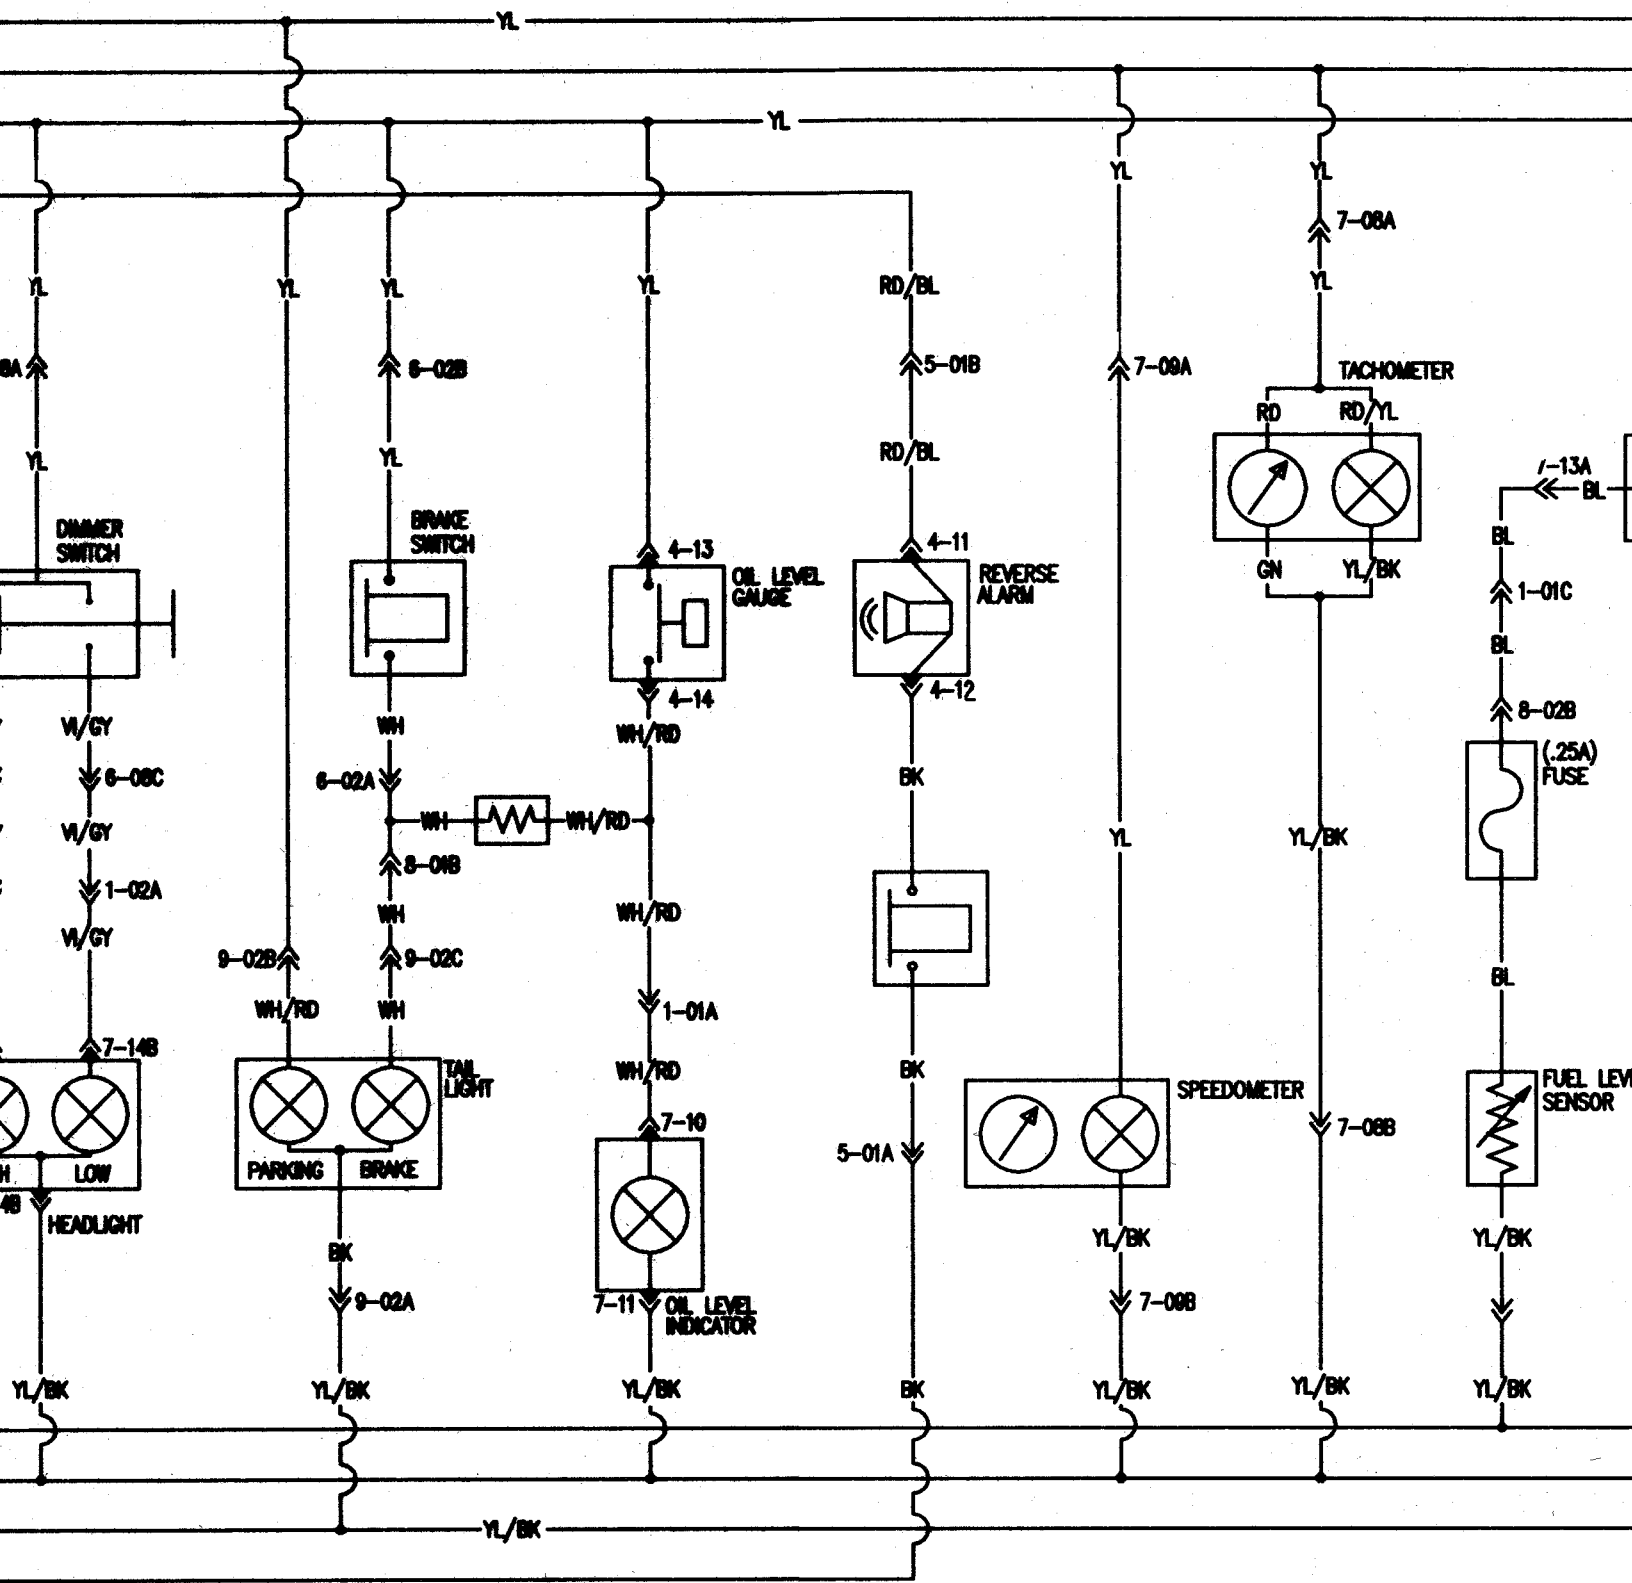 YL
YL
YL
YL
7-08A
YL
YL
YL
YL
RD/BL
YL
6-02B
5-01B
7-09A
TACHOMETER
RD
RD/YL
YL
YL
RD/BL
-13A
BL
DIMMER
SWITCH
BRAKE
SWITCH
4-13
4-11
BL
OIL LEVEL
GAUGE
REVERSE
ALARM
GN
YL/BK
1-01C
BL
4-14
4-12
8-02B
VI/GY
WH
WH/RD
(.25A)
FUSE
6-08C
6-02A
BK
WH
WH/RD
VI/GY
YL
YL/BK
8-01B
1-02A
WH
WH/RD
VI/GY
9-02B
9-02C
BL
WH/RD
WH
1-01A
7-14B
TAIL
LIGHT
WH/RD
BK
SPEEDOMETER
FUEL LEVE
SENSOR
7-10
7-08B
H
LOW
PARKING
BRAKE
5-01A
4B
HEADLIGHT
BK
YL/BK
YL/BK
9-02A
7-11
OIL LEVEL
INDICATOR
7-09B
YL/BK
YL/BK
YL/BK
BK
YL/BK
YL/BK
YL/BK
YL/BK